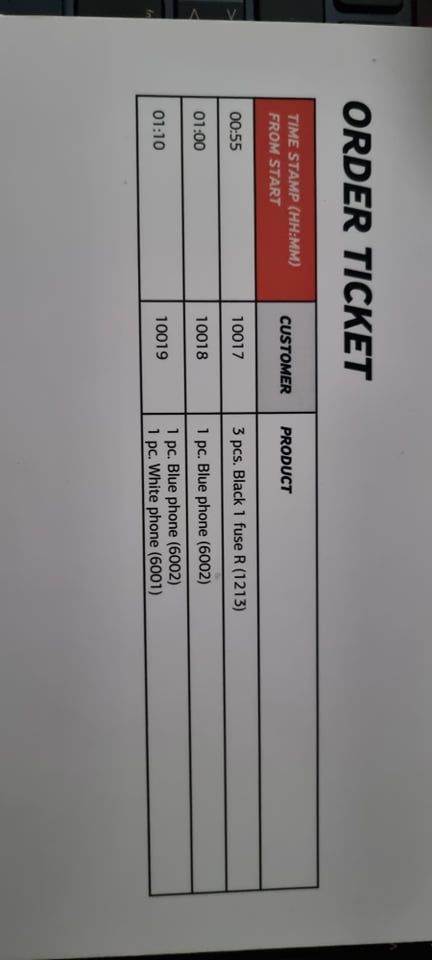 ORDER TICKET
TIME STAMP (HH:MM)
FROM START
CUSTOMER
PRODUCT
00:55 10017 3 pcs. Black 1 fuse R (1213)
01:00 10018 1 pc. Blue phone (6002)
01:10 10019 1 pc. Blue phone (6002)
1 pc. White phone (6001)